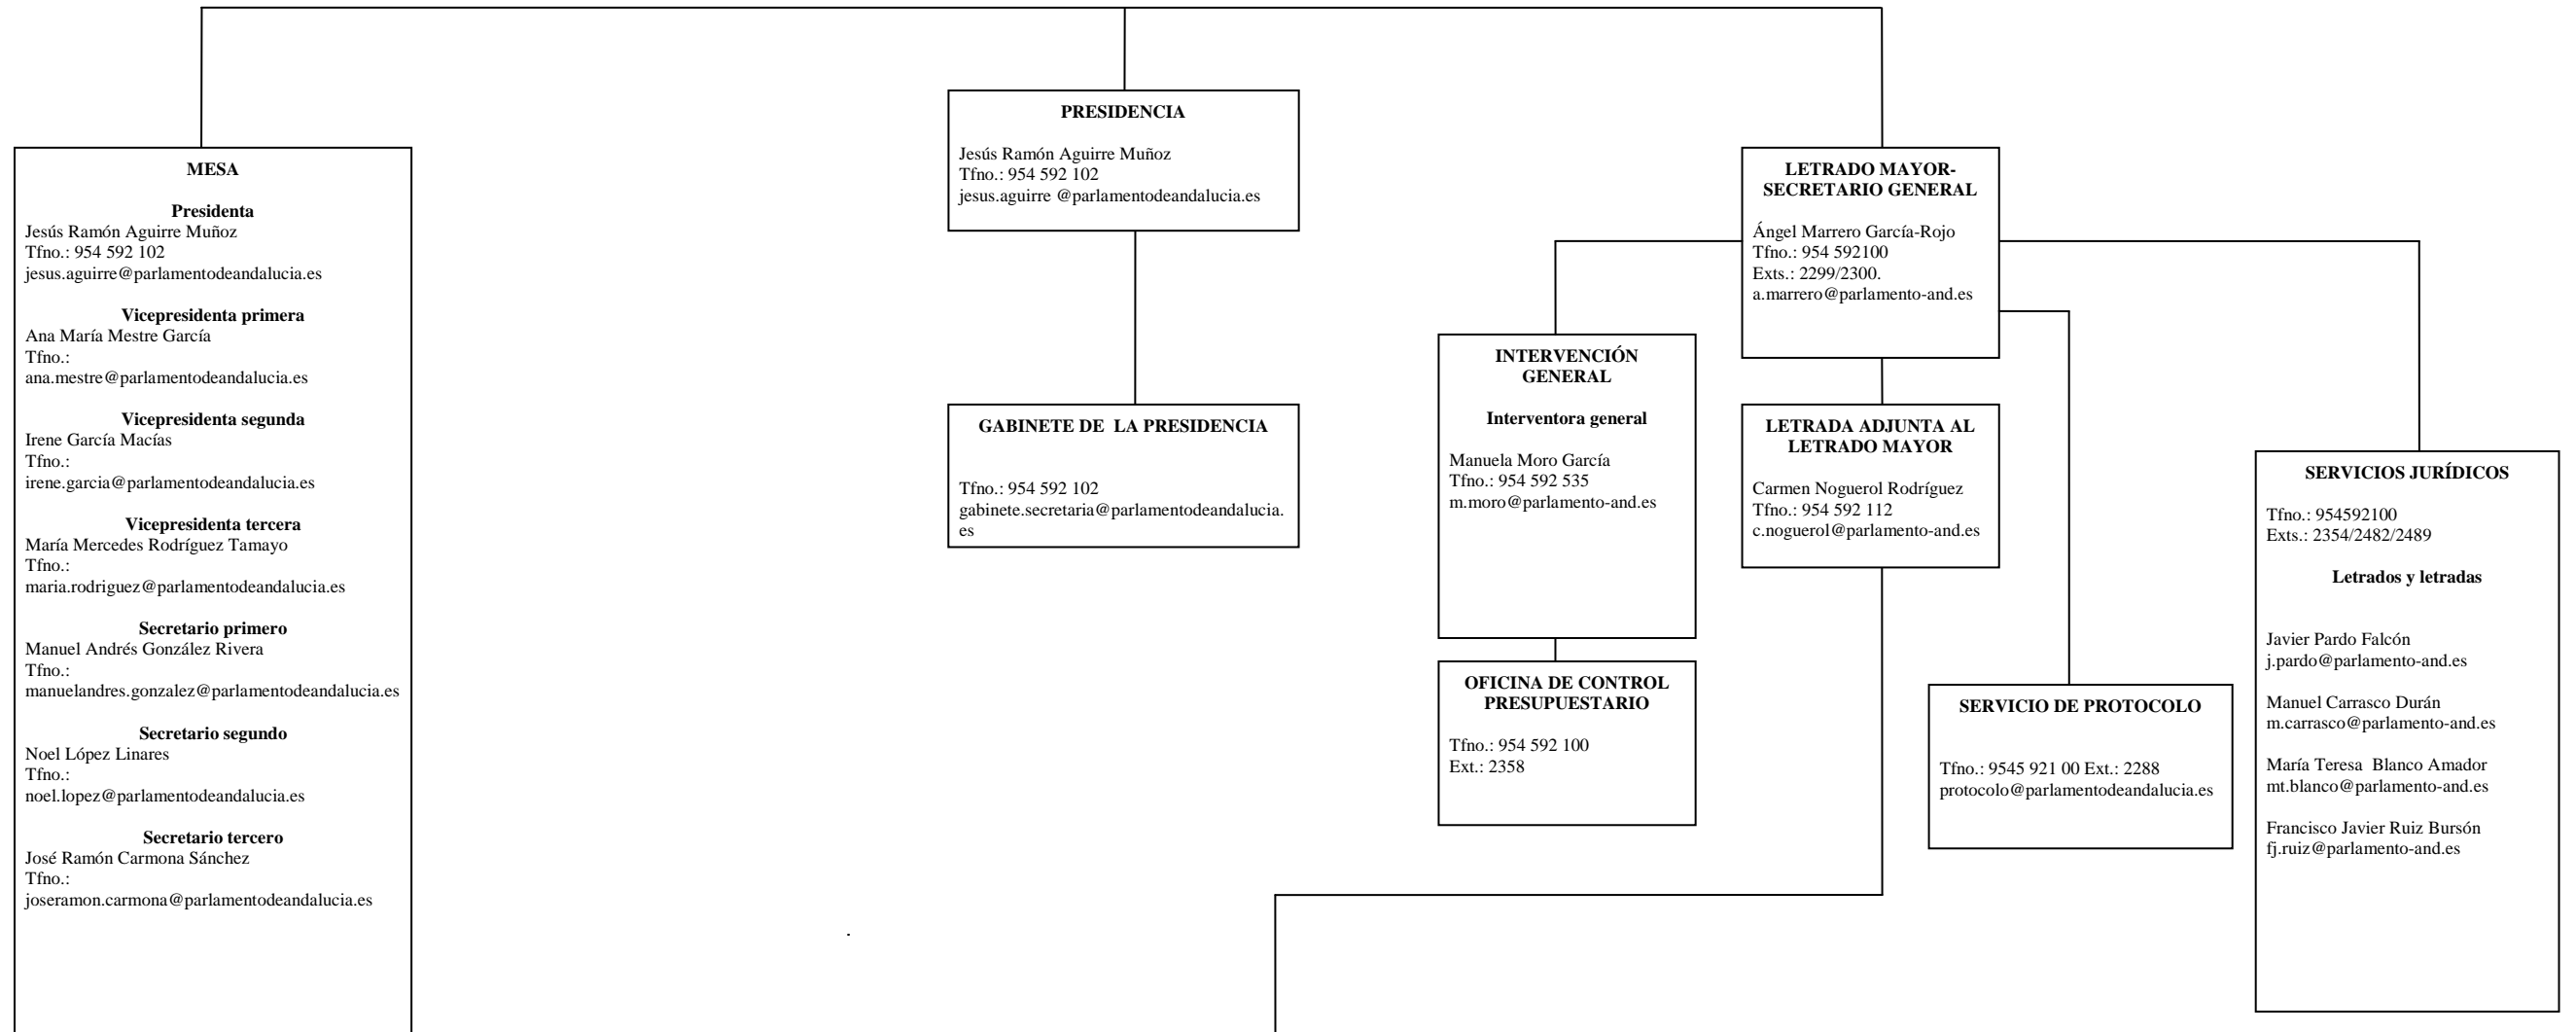 MESA
Presidenta
Jesús Ramón Aguirre Muñoz
Tfno.: 954 592 102
jesus.aguirre@parlamentodeandalucia.es
Vicepresidenta primera
Ana María Mestre García
Tfno.:
ana.mestre@parlamentodeandalucia.es
Vicepresidenta segunda
Irene García Macías
Tfno.:
irene.garcia@parlamentodeandalucia.es
Vicepresidenta tercera
María Mercedes Rodríguez Tamayo
Tfno.:
maria.rodriguez@parlamentodeandalucia.es
Secretario primero
Manuel Andrés González Rivera
Tfno.:
manuelandres.gonzalez@parlamentodeandalucia.es
Secretario segundo
Noel López Linares
Tfno.:
noel.lopez@parlamentodeandalucia.es
Secretario tercero
José Ramón Carmona Sánchez
Tfno.:
joseramon.carmona@parlamentodeandalucia.es
PRESIDENCIA
Jesús Ramón Aguirre Muñoz
Tfno.: 954 592 102
jesus.aguirre @parlamentodeandalucia.es
GABINETE DE  LA PRESIDENCIA
Tfno.: 954 592 102
gabinete.secretaria@parlamentodeandalucia.
es
LETRADO MAYOR-
SECRETARIO GENERAL
Ángel Marrero García-Rojo
Tfno.: 954 592100
Exts.: 2299/2300.
a.marrero@parlamento-and.es
INTERVENCIÓN
GENERAL
Interventora general
Manuela Moro García
Tfno.: 954 592 535
m.moro@parlamento-and.es
OFICINA DE CONTROL
PRESUPUESTARIO
Tfno.: 954 592 100
Ext.: 2358
LETRADA ADJUNTA AL
LETRADO MAYOR
Carmen Noguerol Rodríguez
Tfno.: 954 592 112
c.noguerol@parlamento-and.es
SERVICIO DE PROTOCOLO
Tfno.: 9545 921 00 Ext.: 2288
protocolo@parlamentodeandalucia.es
SERVICIOS JURÍDICOS
Tfno.: 954592100
Exts.: 2354/2482/2489
Letrados y letradas
Javier Pardo Falcón
j.pardo@parlamento-and.es
Manuel Carrasco Durán
m.carrasco@parlamento-and.es
María Teresa  Blanco Amador
mt.blanco@parlamento-and.es
Francisco Javier Ruiz Bursón
fj.ruiz@parlamento-and.es
.